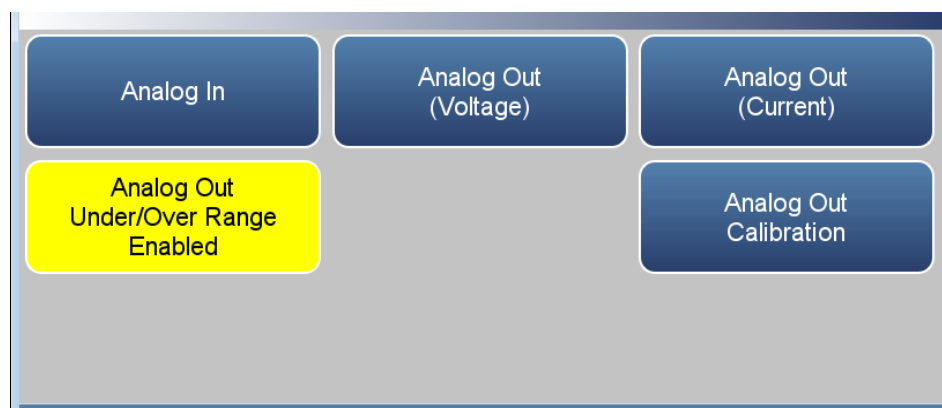 Analog In
Analog Out
(Voltage)
Analog Out
(Current)
Analog Out
Under/Over Range
Enabled
Analog Out
Calibration